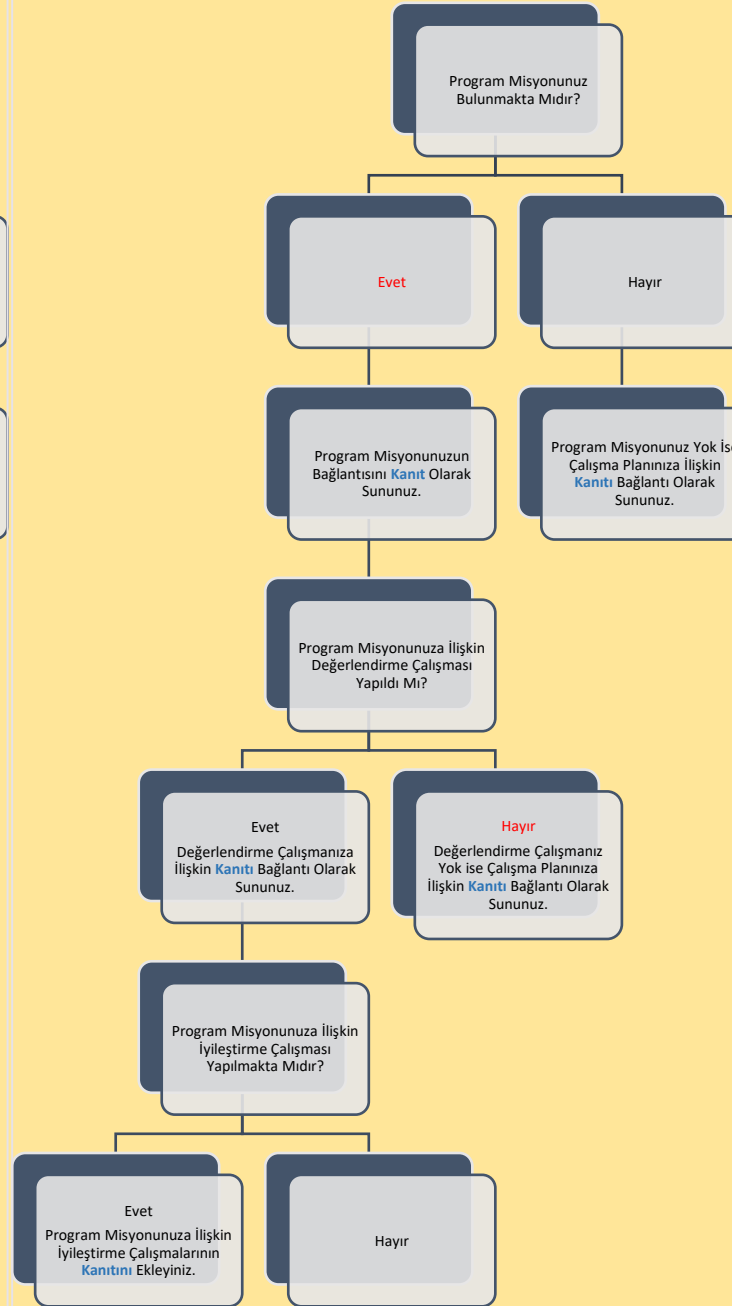 Program Misyonunuz
Bulunmakta Mıdır?
Evet
Hayır
Program Misyonunuzun
Bağlantısını Kanıt Olarak
Sununuz.
Program Misyonunuz Yok İse
Çalışma Planınıza İlişkin
Kanıtı Bağlantı Olarak
Sununuz.
Program Misyonunuza İlişkin
Değerlendirme Çalışması
Yapıldı Mı?
Evet
Değerlendirme Çalışmanıza
İlişkin Kanıtı Bağlantı Olarak
Sununuz.
Hayır
Değerlendirme Çalışmanız
Yok ise Çalışma Planınıza
İlişkin Kanıtı Bağlantı Olarak
Sununuz.
Program Misyonunuza İlişkin
İyileştirme Çalışması
Yapılmakta Mıdır?
Evet
Program Misyonunuza İlişkin
İyileştirme Çalışmalarının
Kanıtını Ekleyiniz.
Hayır